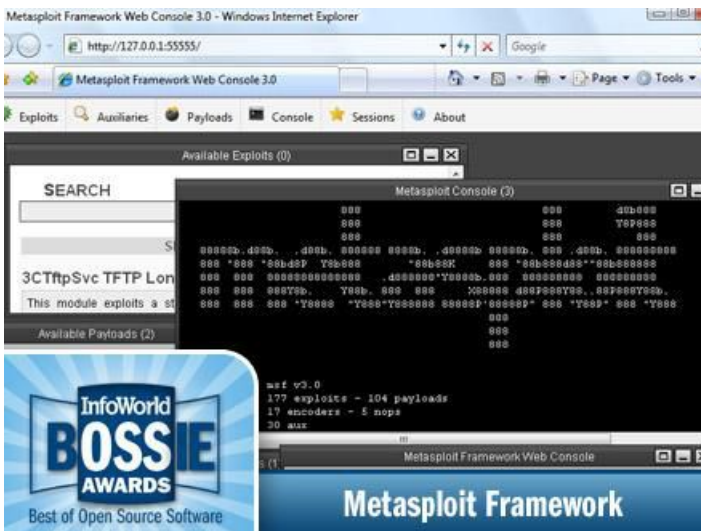 Metasploit Framework Web Console 3.0 - Windows Internet Explorer
http://127.0.0.1:55555/
Google
Metasploit Framework Web Console 3.0
Page
Tools
Exploits
Auxiliaries
Payloads
Console
Sessions
About
Available Exploits (0)
SEARCH
3CTftpSvc TFTP Lon
This module exploits a st
Available Payloads (2)
Metasploit Console (3)
msf v3.0
177 exploits - 104 payloads
17 encoders - 5 nops
30 aux
Metasploit Framework Web Console
InfoWorld
BOSSIE
AWARDS
Best of Open Source Software
Metasploit Framework